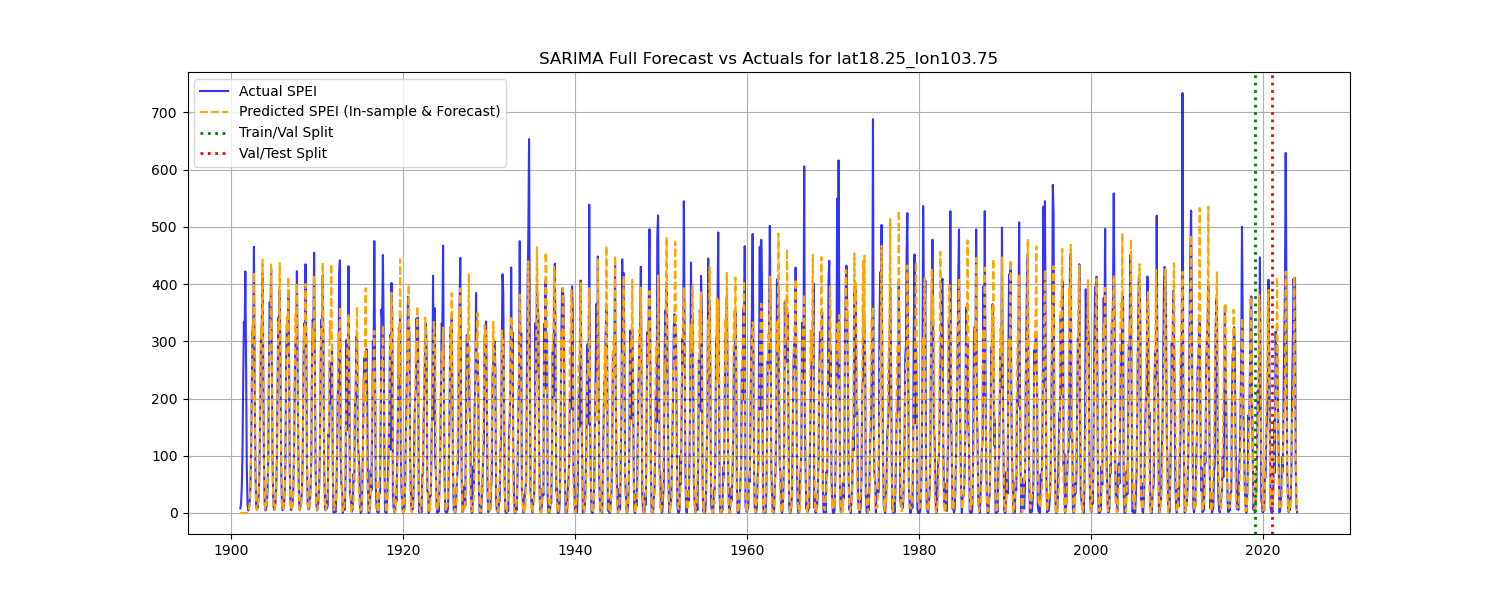 SARIMA Full Forecast vs Actuals for lat18.25_lon103.75
Actual SPEI
Predicted SPEI (In-sample & Forecast)
Train/Val Split
Val/Test Split
700
600
500
400
300
200
100
0
1900 1920 1940 1960 1980 2000 2020